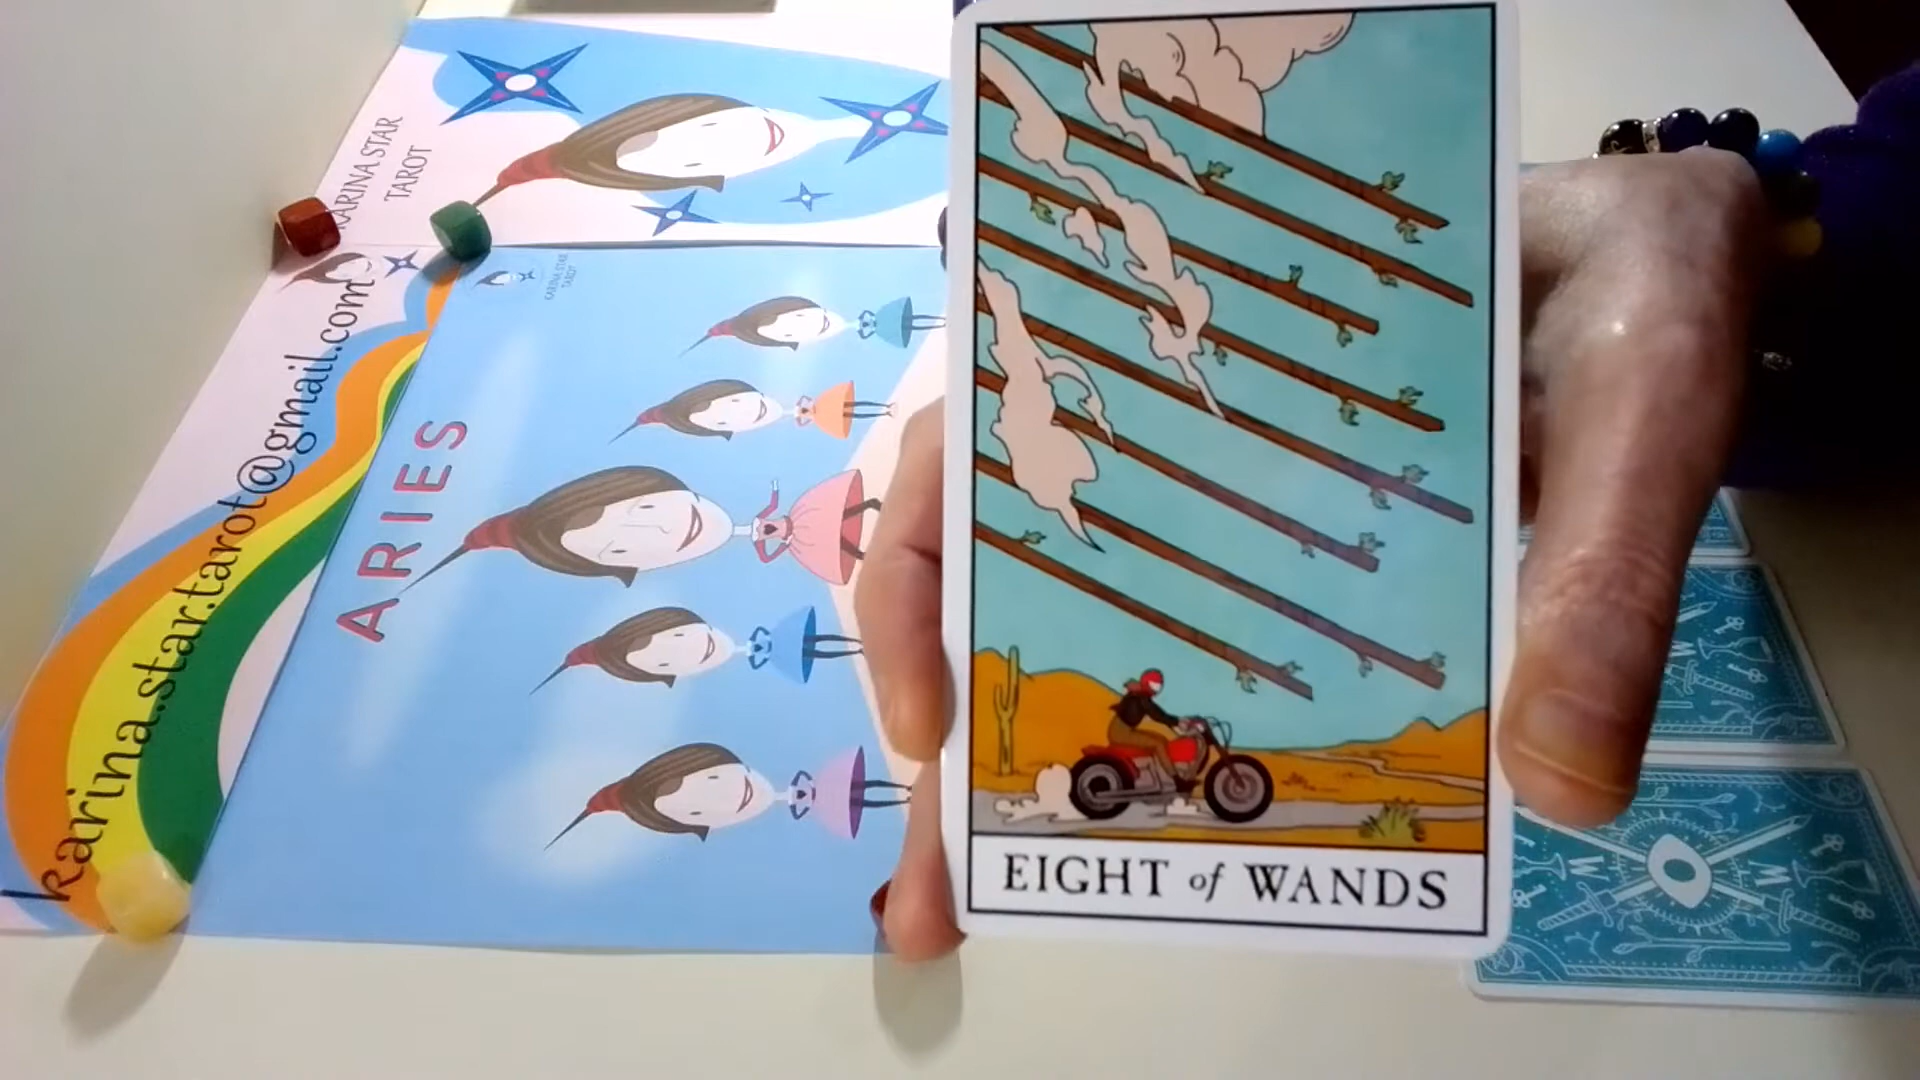 KARINA STAR
TAROT
karina.star.tarot@gmail.com
KARINA STAR
TAROT
ARIES
EIGHT of WANDS
W
W
M